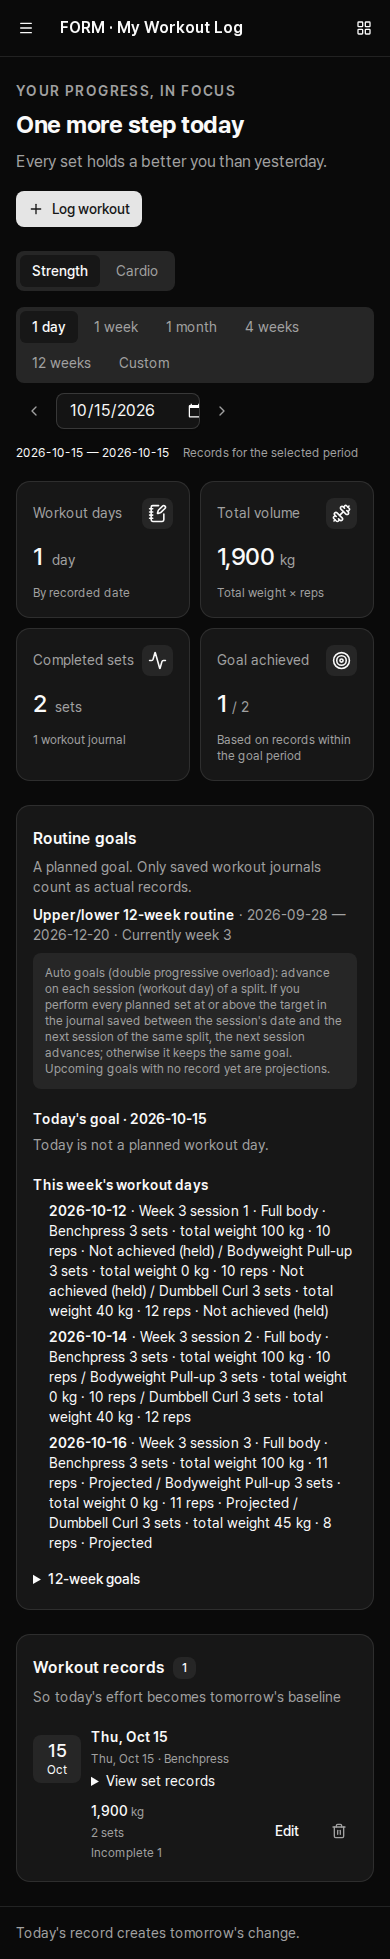 FORM · My Workout Log
YOUR PROGRESS, IN FOCUS
One more step today
Every set holds a better you than yesterday.
Log workout
Strength Cardio
1 day 1 week 1 month 4 weeks
12 weeks Custom
10/15/2026
2026-10-15 — 2026-10-15 Records for the selected period
Workout days
1 day
By recorded date
Total volume
1,900 kg
Total weight × reps
Completed sets
2 sets
1 workout journal
Goal achieved
1 / 2
Based on records within
the goal period
Routine goals
A planned goal. Only saved workout journals
count as actual records.
Upper/lower 12-week routine · 2026-09-28 —
2026-12-20 · Currently week 3
Auto goals (double progressive overload): advance
on each session (workout day) of a split. If you
perform every planned set at or above the target in
the journal saved between the session's date and the
next session of the same split, the next session
advances; otherwise it keeps the same goal.
Upcoming goals with no record yet are projections.
Today's goal · 2026-10-15
Today is not a planned workout day.
This week's workout days
2026-10-12 · Week 3 session 1 · Full body ·
Benchpress 3 sets · total weight 100 kg · 10
reps · Not achieved (held) / Bodyweight Pull-up
3 sets · total weight 0 kg · 10 reps · Not
achieved (held) / Dumbbell Curl 3 sets · total
weight 40 kg · 12 reps · Not achieved (held)
2026-10-14 · Week 3 session 2 · Full body ·
Benchpress 3 sets · total weight 100 kg · 10
reps / Bodyweight Pull-up 3 sets · total weight
0 kg · 10 reps / Dumbbell Curl 3 sets · total
weight 40 kg · 12 reps
2026-10-16 · Week 3 session 3 · Full body ·
Benchpress 3 sets · total weight 100 kg · 11
reps · Projected / Bodyweight Pull-up 3 sets ·
total weight 0 kg · 11 reps · Projected /
Dumbbell Curl 3 sets · total weight 45 kg · 8
reps · Projected
12-week goals
Workout records 1
So today's effort becomes tomorrow's baseline
15
Oct
Thu, Oct 15
Thu, Oct 15 · Benchpress
View set records
1,900 kg
2 sets
Incomplete 1
Edit
Today's record creates tomorrow's change.